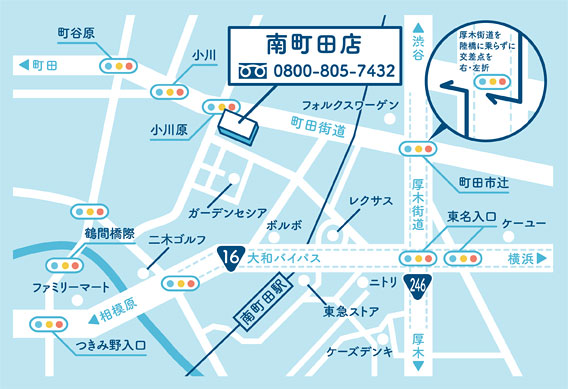 町谷原
町田
小川
小川原
南町田店
0800-805-7432
フォルクスワーゲン
町田街道
渋谷
厚木街道を
陸橋に乗らずに
交差点を
右・左折
町田市辻
厚木街道
ガーデンセシア
レクサス
ボルボ
東名入口
ケーユー
鶴間橋際
二木ゴルフ
16
大和バイパス
横浜
ファミリーマート
相模原
つきみ野入口
南町田駅
東急ストア
ニトリ
246
ケーズデンキ
厚木